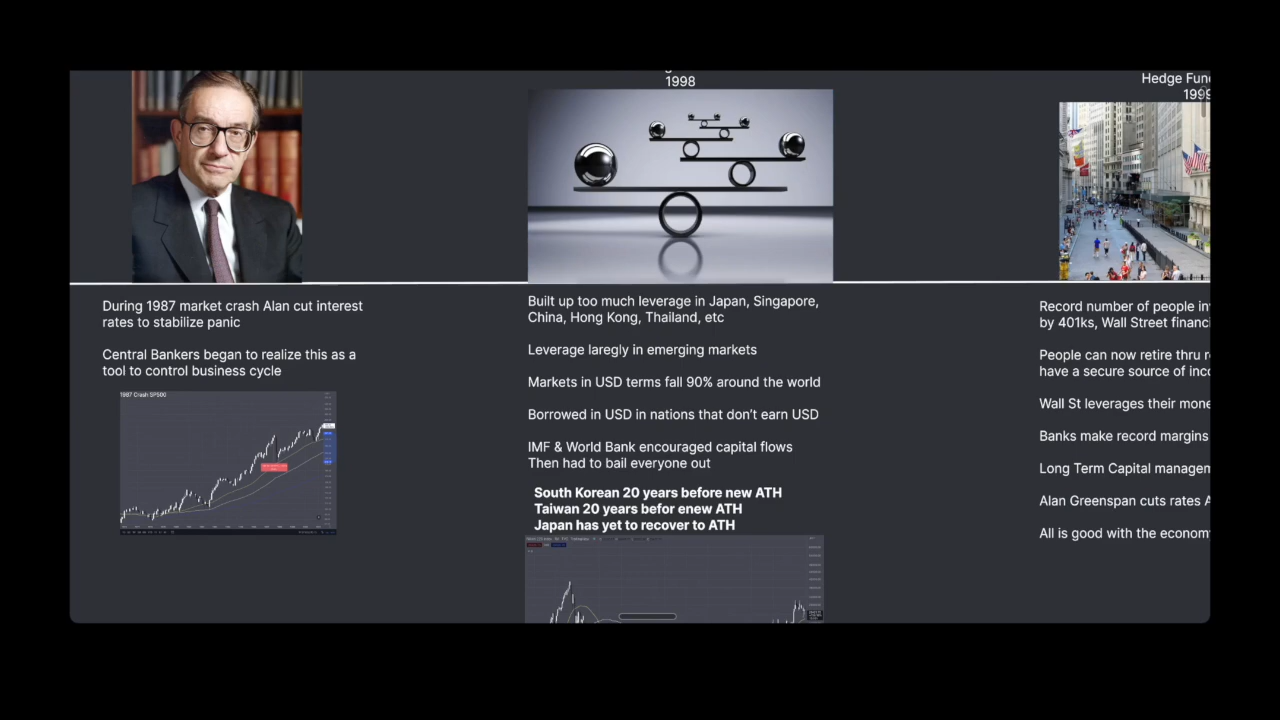 1998
Hedge Fun
1999
During 1987 market crash Alan cut interest
rates to stabilize panic
Central Bankers began to realize this as a
tool to control business cycle
1987 Crash SP500
Built up too much leverage in Japan, Singapore,
China, Hong Kong, Thailand, etc
Leverage laregly in emerging markets
Markets in USD terms fall 90% around the world
Borrowed in USD in nations that don't earn USD
IMF & World Bank encouraged capital flows
Then had to bail everyone out
South Korean 20 years before new ATH
Taiwan 20 years befor enew ATH
Japan has yet to recover to ATH
Record number of people in
by 401ks, Wall Street financi
People can now retire thru r
have a secure source of inc
Wall St leverages their mone
Banks make record margins
Long Term Capital managem
Alan Greenspan cuts rates A
All is good with the econom